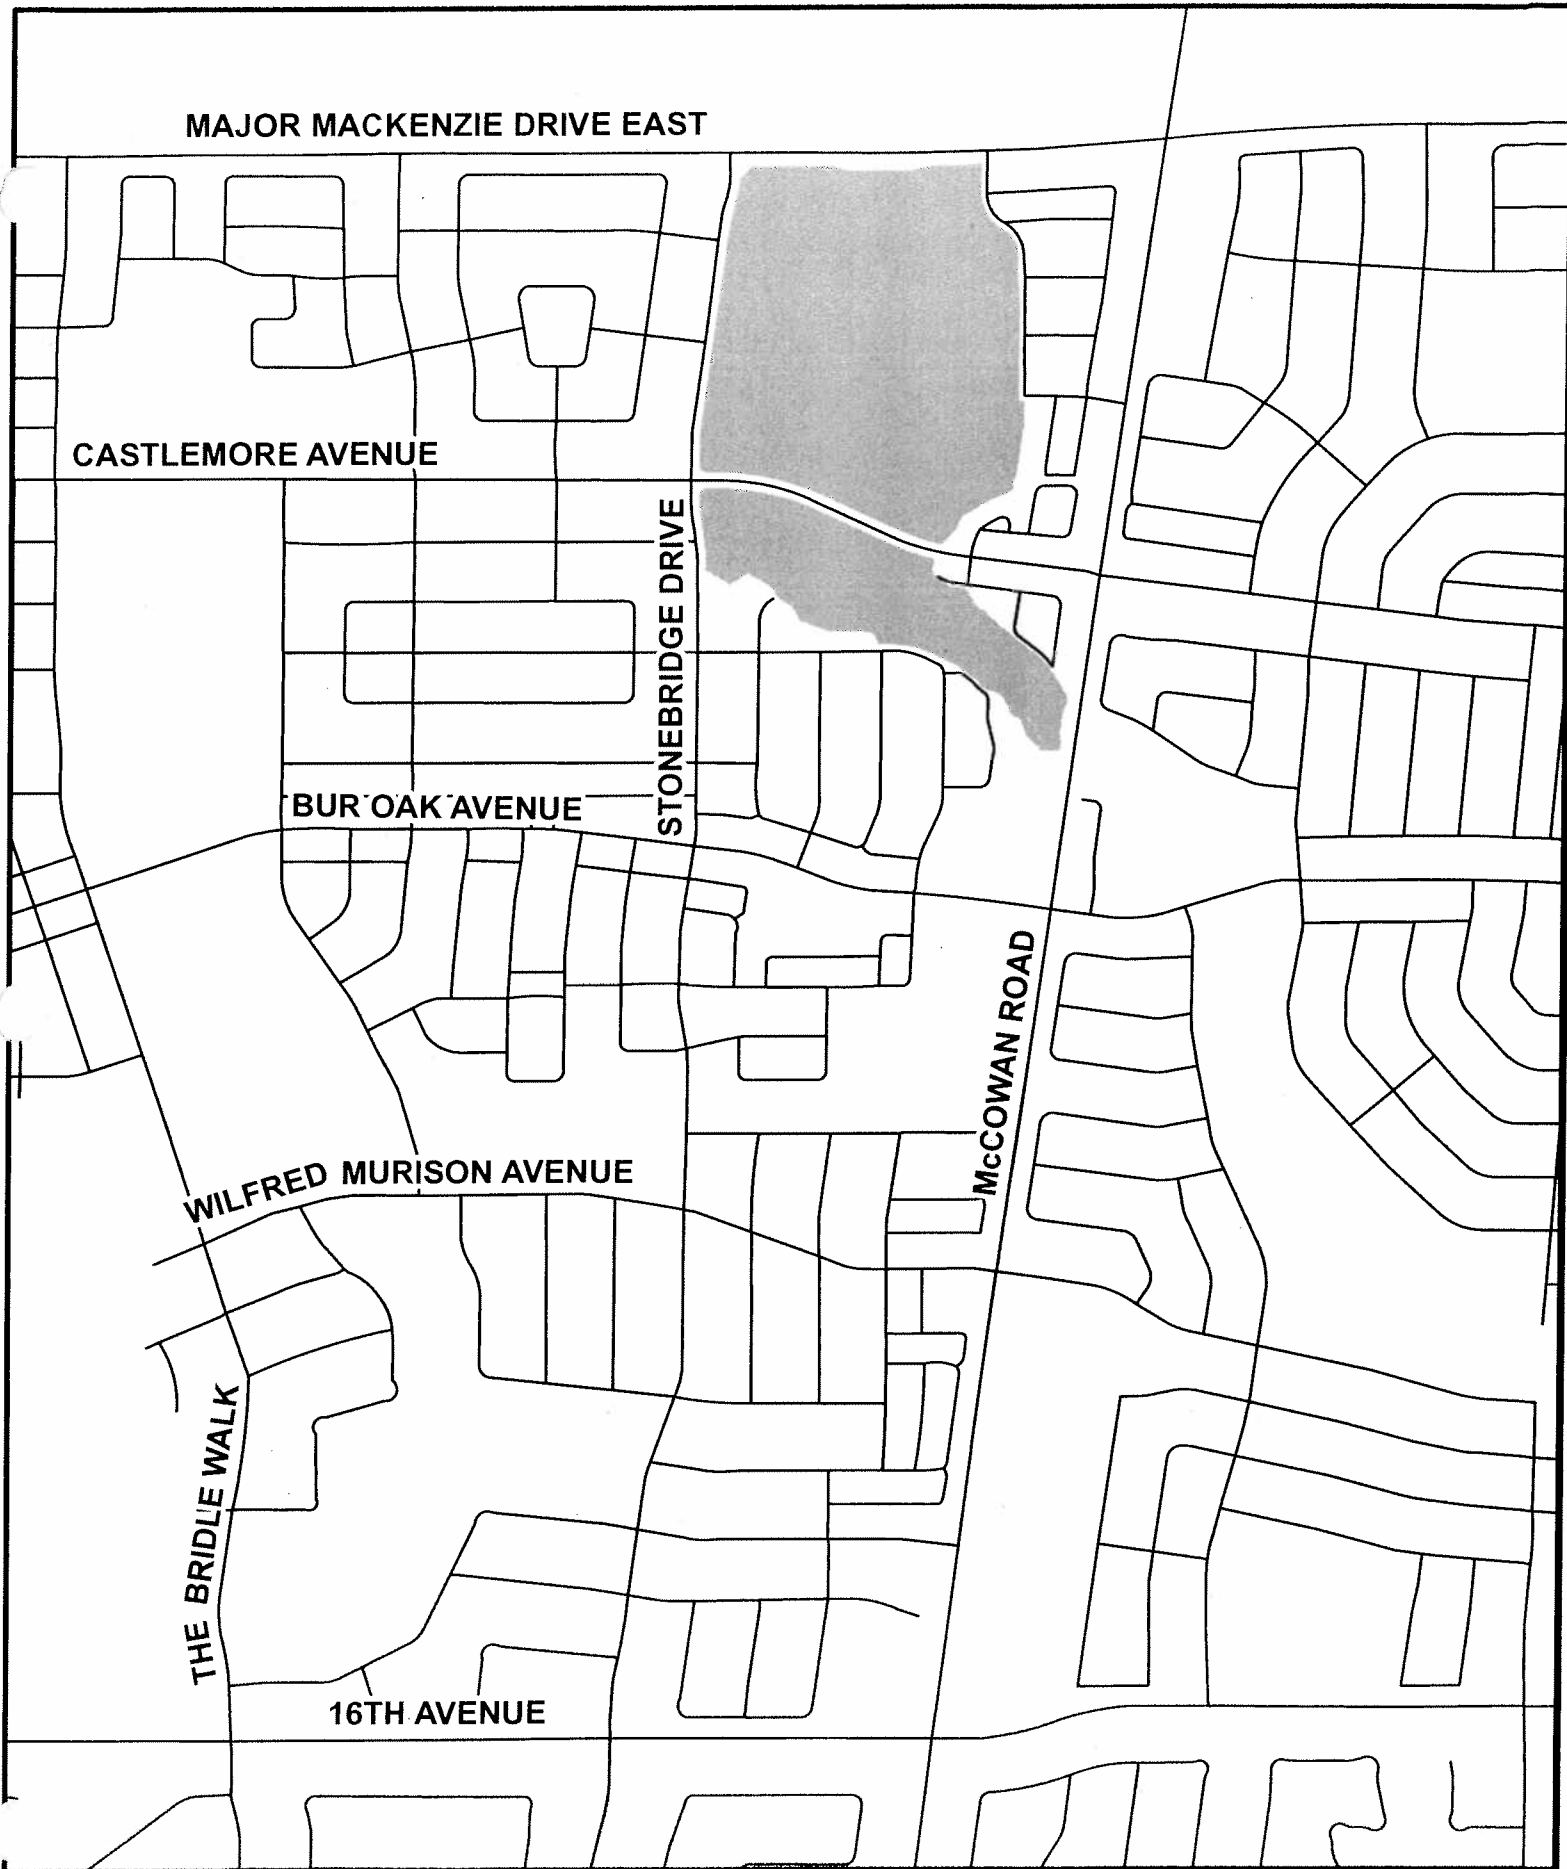 MAJOR MACKENZIE DRIVE EAST
CASTLEMORE AVENUE
STONEBRIDGE DRIVE
BUR OAK AVENUE
McCOWAN ROAD
WILFRED MURISON AVENUE
THE BRIDLE WALK
16TH AVENUE